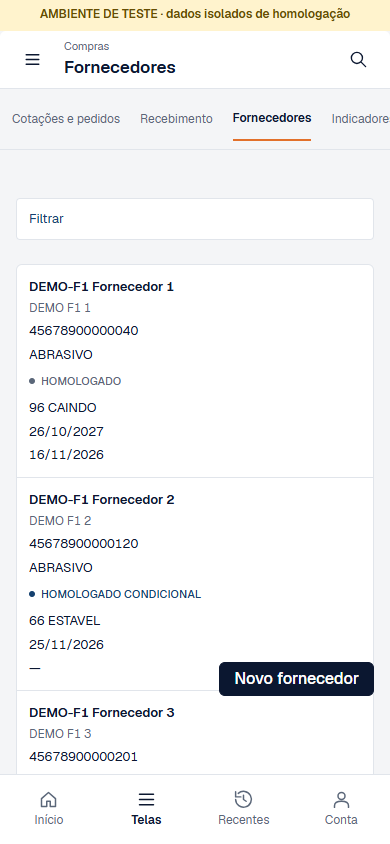 AMBIENTE DE TESTE · dados isolados de homologação
Compras
Fornecedores
Cotações e pedidos
Recebimento
Fornecedores
Indicadores
Filtrar
DEMO-F1 Fornecedor 1
DEMO F1 1
45678900000040
ABRASIVO
HOMOLOGADO
96 CAINDO
26/10/2027
16/11/2026
DEMO-F1 Fornecedor 2
DEMO F1 2
45678900000120
ABRASIVO
HOMOLOGADO CONDICIONAL
66 ESTAVEL
25/11/2026
—
Novo fornecedor
DEMO-F1 Fornecedor 3
DEMO F1 3
45678900000201
Início
Telas
Recentes
Conta